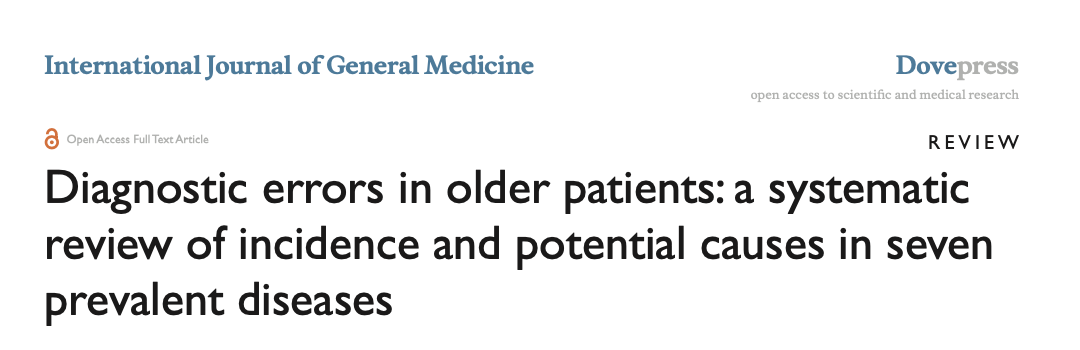 International Journal of General Medicine
Dovepress
open access to scientific and medical research
Open Access Full Text Article
REVIEW
Diagnostic errors in older patients: a systematic
review of incidence and potential causes in seven
prevalent diseases